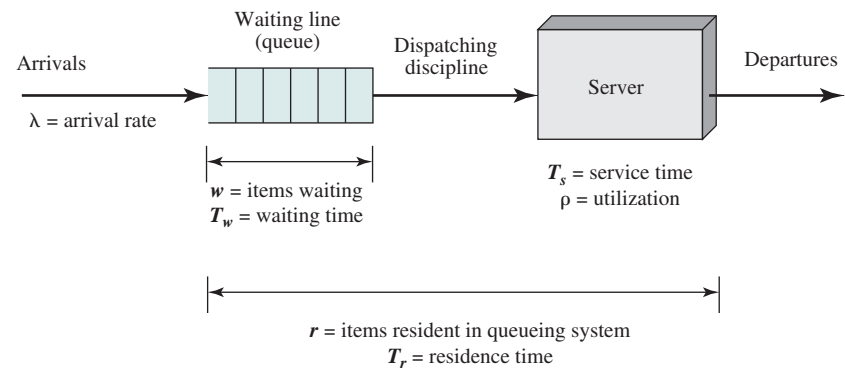 Waiting line
(queue)
Arrivals
Dispatching
discipline
Server
Departures
λ = arrival rate
w = items waiting
T_w = waiting time
T_s = service time
ρ = utilization
r = items resident in queueing system
T_r = residence time